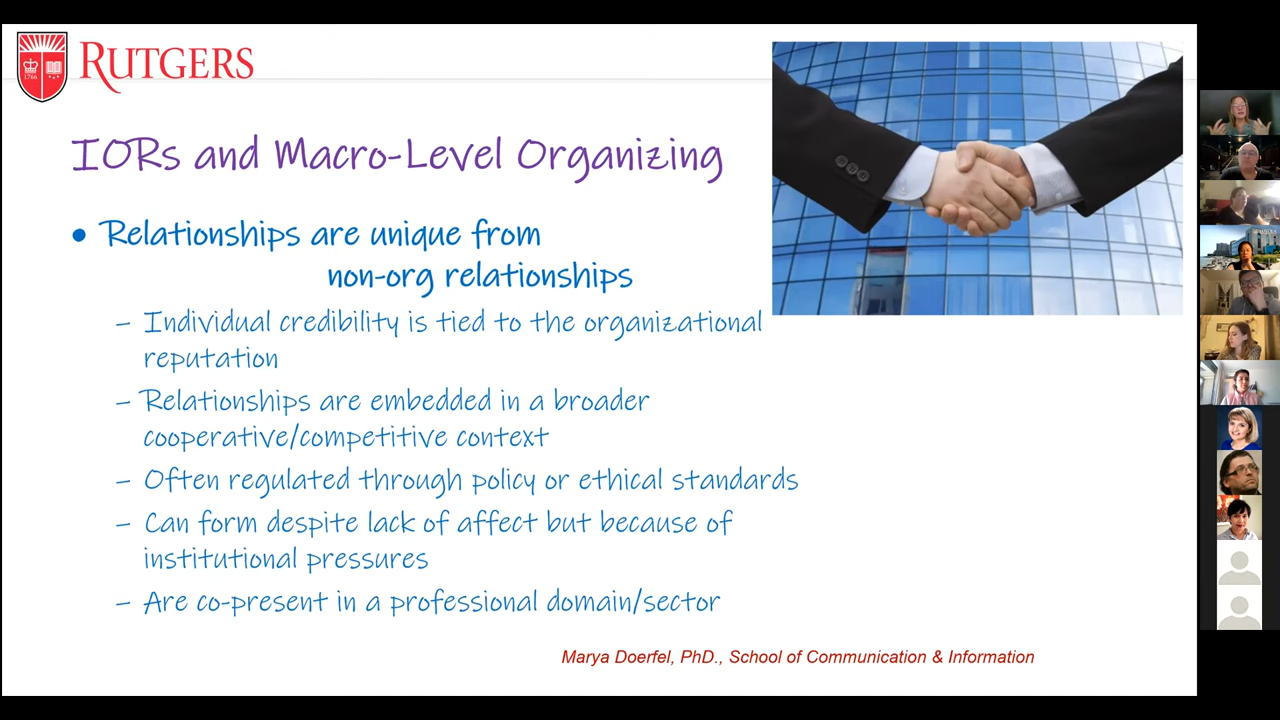 RUTGERS
1766
IORs and Macro-Level Organizing
• Relationships are unique from
non-org relationships
– Individual credibility is tied to the organizational
reputation
– Relationships are embedded in a broader
cooperative/competitive context
– Often regulated through policy or ethical standards
– Can form despite lack of affect but because of
institutional pressures
– Are co-present in a professional domain/sector
Marya Doerfel, PhD., School of Communication & Information